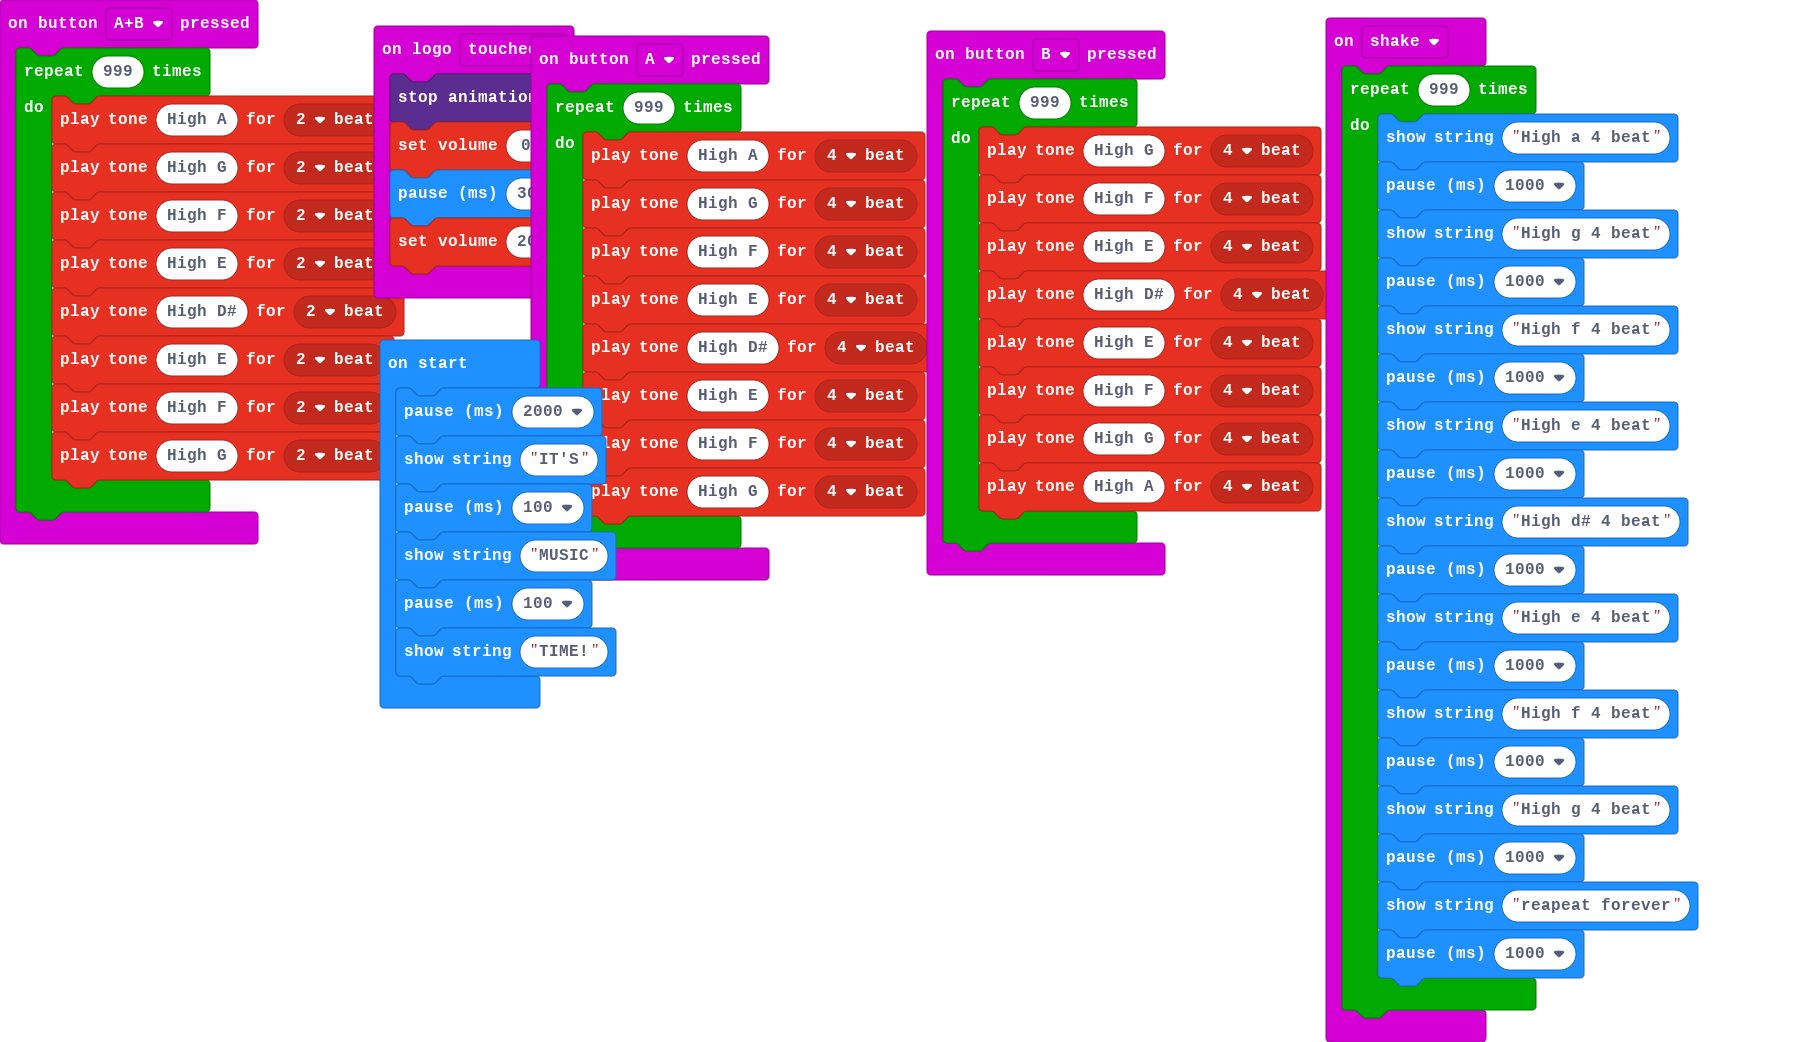 on button A+B pressed
repeat 999 times
do
play tone High A for 2 beat
play tone High G for 2 beat
play tone High F for 2 beat
play tone High E for 2 beat
play tone High D# for 2 beat
play tone High E for 2 beat
play tone High F for 2 beat
play tone High G for 2 beat
on logo touched
stop animation
set volume 0
pause (ms)
set volume
on start
pause (ms) 2000
show string "IT'S"
pause (ms) 100
show string "MUSIC"
pause (ms) 100
show string "TIME!"
on button A pressed
repeat 999 times
do
play tone High A for 4 beat
play tone High G for 4 beat
play tone High F for 4 beat
play tone High E for 4 beat
play tone High D# for 4 beat
play tone High E for 4 beat
play tone High F for 4 beat
play tone High G for 4 beat
on button B pressed
repeat 999 times
do
play tone High G for 4 beat
play tone High F for 4 beat
play tone High E for 4 beat
play tone High D# for 4 beat
play tone High E for 4 beat
play tone High F for 4 beat
play tone High G for 4 beat
play tone High A for 4 beat
on shake
repeat 999 times
do
show string "High a 4 beat"
pause (ms) 1000
show string "High g 4 beat"
pause (ms) 1000
show string "High f 4 beat"
pause (ms) 1000
show string "High e 4 beat"
pause (ms) 1000
show string "High d# 4 beat"
pause (ms) 1000
show string "High e 4 beat"
pause (ms) 1000
show string "High f 4 beat"
pause (ms) 1000
show string "High g 4 beat"
pause (ms) 1000
show string "reapeat forever"
pause (ms) 1000